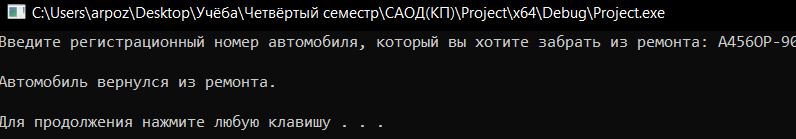 C:\Users\arpoz\Desktop\Учёба\Четвёртый семестр\САОД(КП)\Project\x64\Debug\Project.exe
Введите регистрационный номер автомобиля, который вы хотите забрать из ремонта: А456ОР-90
Автомобиль вернулся из ремонта.
Для продолжения нажмите любую клавишу . . .